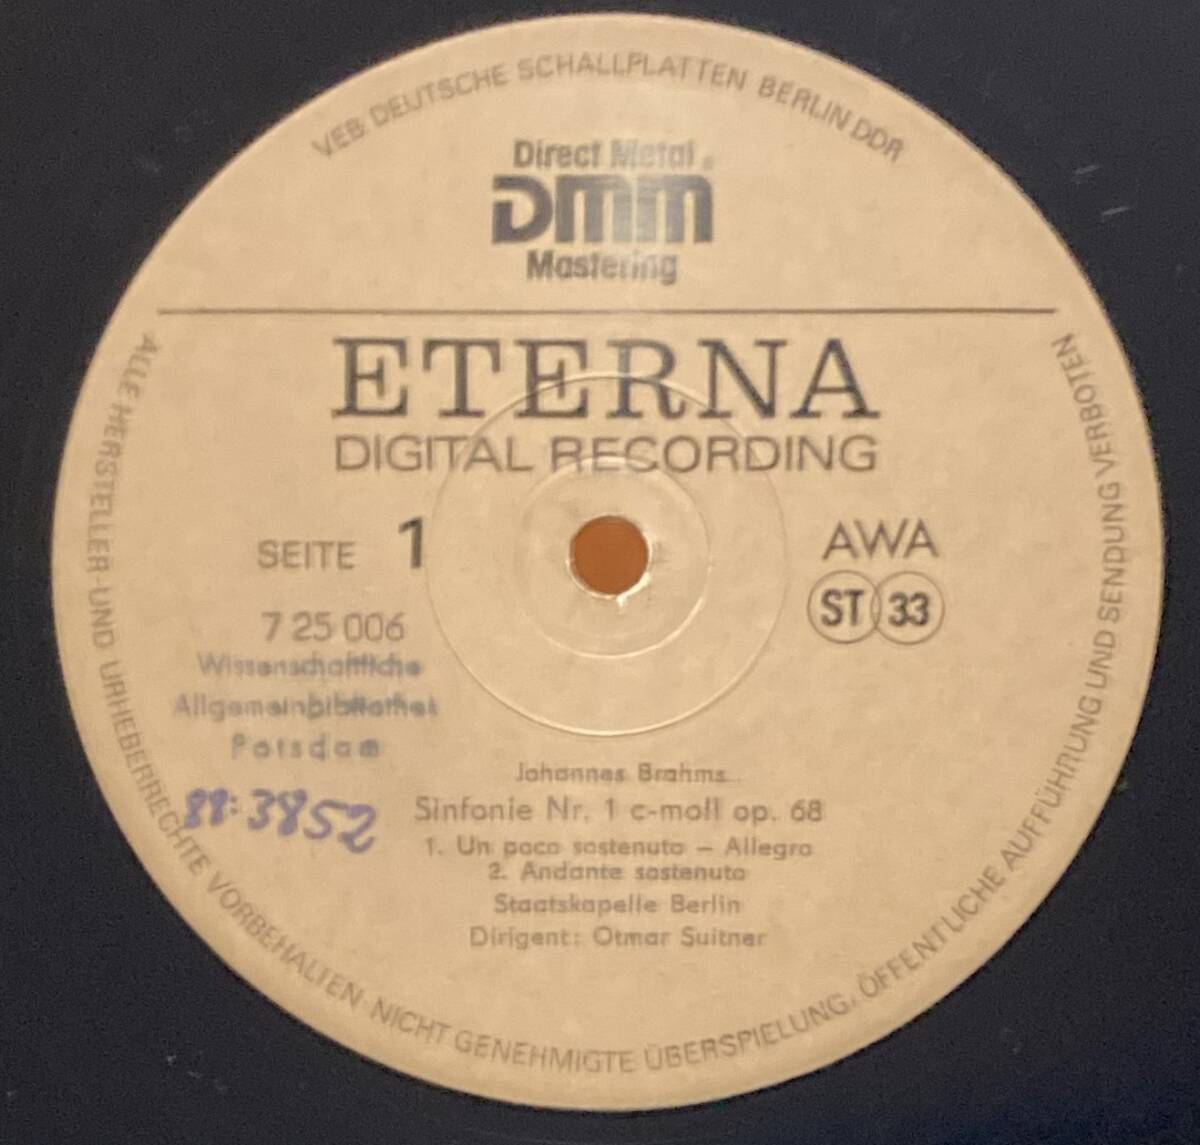 VEB DEUTSCHE SCHALLPLATTEN BERLIN DDR
Direct Metal
DMM
Mastering
ETERNA
DIGITAL RECORDING
SEITE 1
AWA
ST 33
7 25 006
Wissenschaftliche
Allgemeinbibliothek
Potsdam
88:3852
Johannes Brahms
Sinfonie Nr. 1 c-moll op. 68
1. Un poco sostenuto – Allegro
2. Andante sostenuto
Staatskapelle Berlin
Dirigent: Otmar Suitner
ALLE HERSTELLER-UND URHEBERRECHTE VORBEHALTEN· NICHT GENEHMIGTE ÜBERSPIELUNG, ÖFFENTLICHE AUFFÜHRUNG UND SENDUNG VERBOTEN